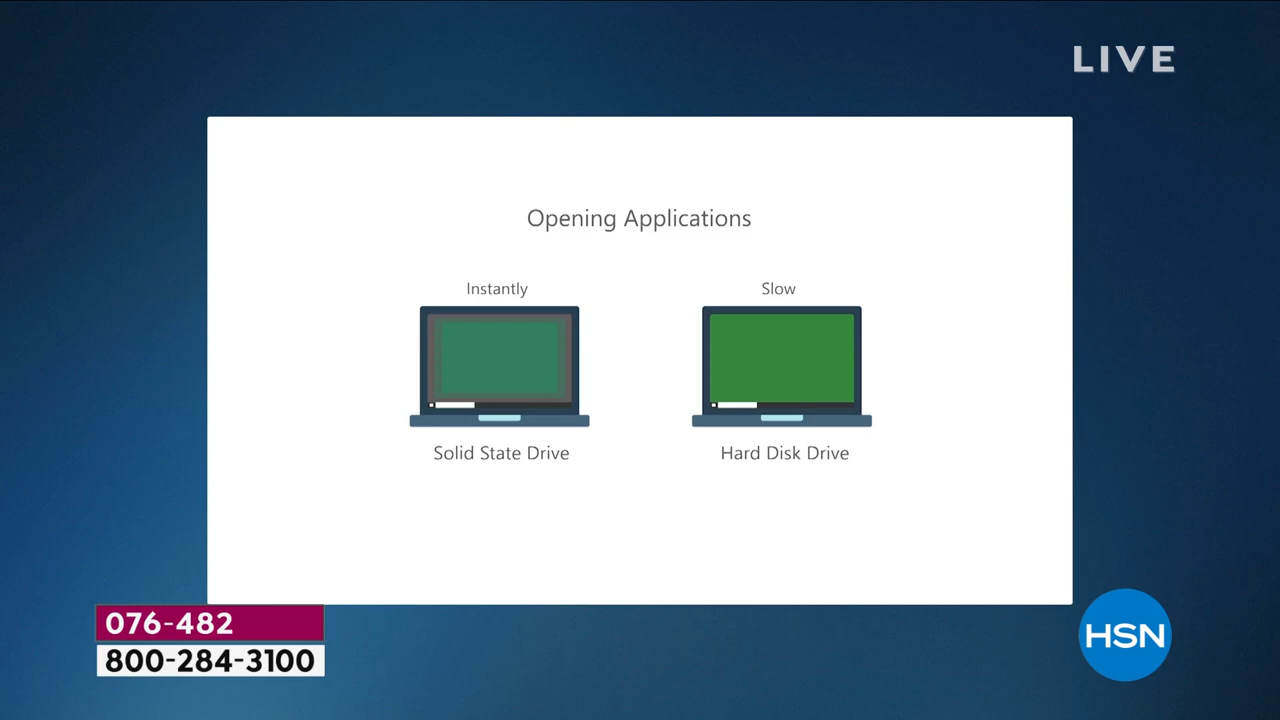 LIVE
Opening Applications
Instantly
Slow
Solid State Drive
Hard Disk Drive
076-482
800-284-3100
HSN